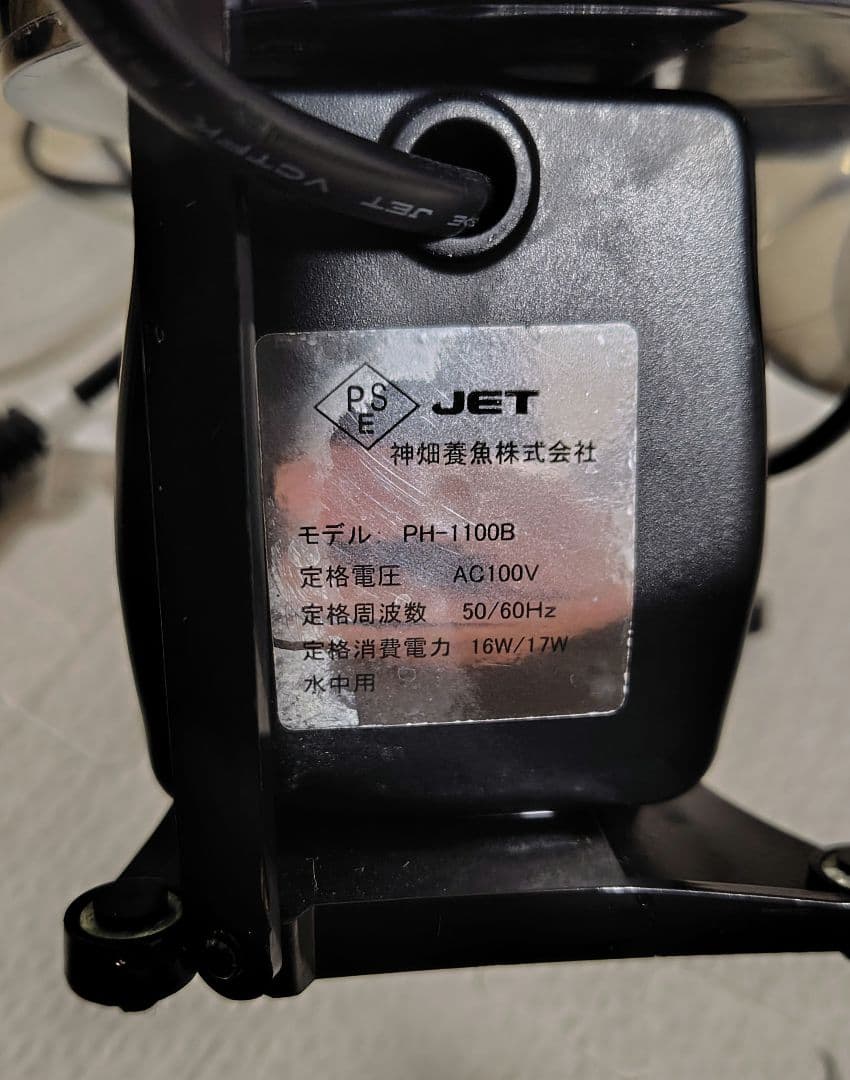 VCTFK JET
PSE JET
神畑養魚株式会社
モデル: PH-1100B
定格電圧 AC100V
定格周波数 50/60Hz
定格消費電力 16W/17W
水中用